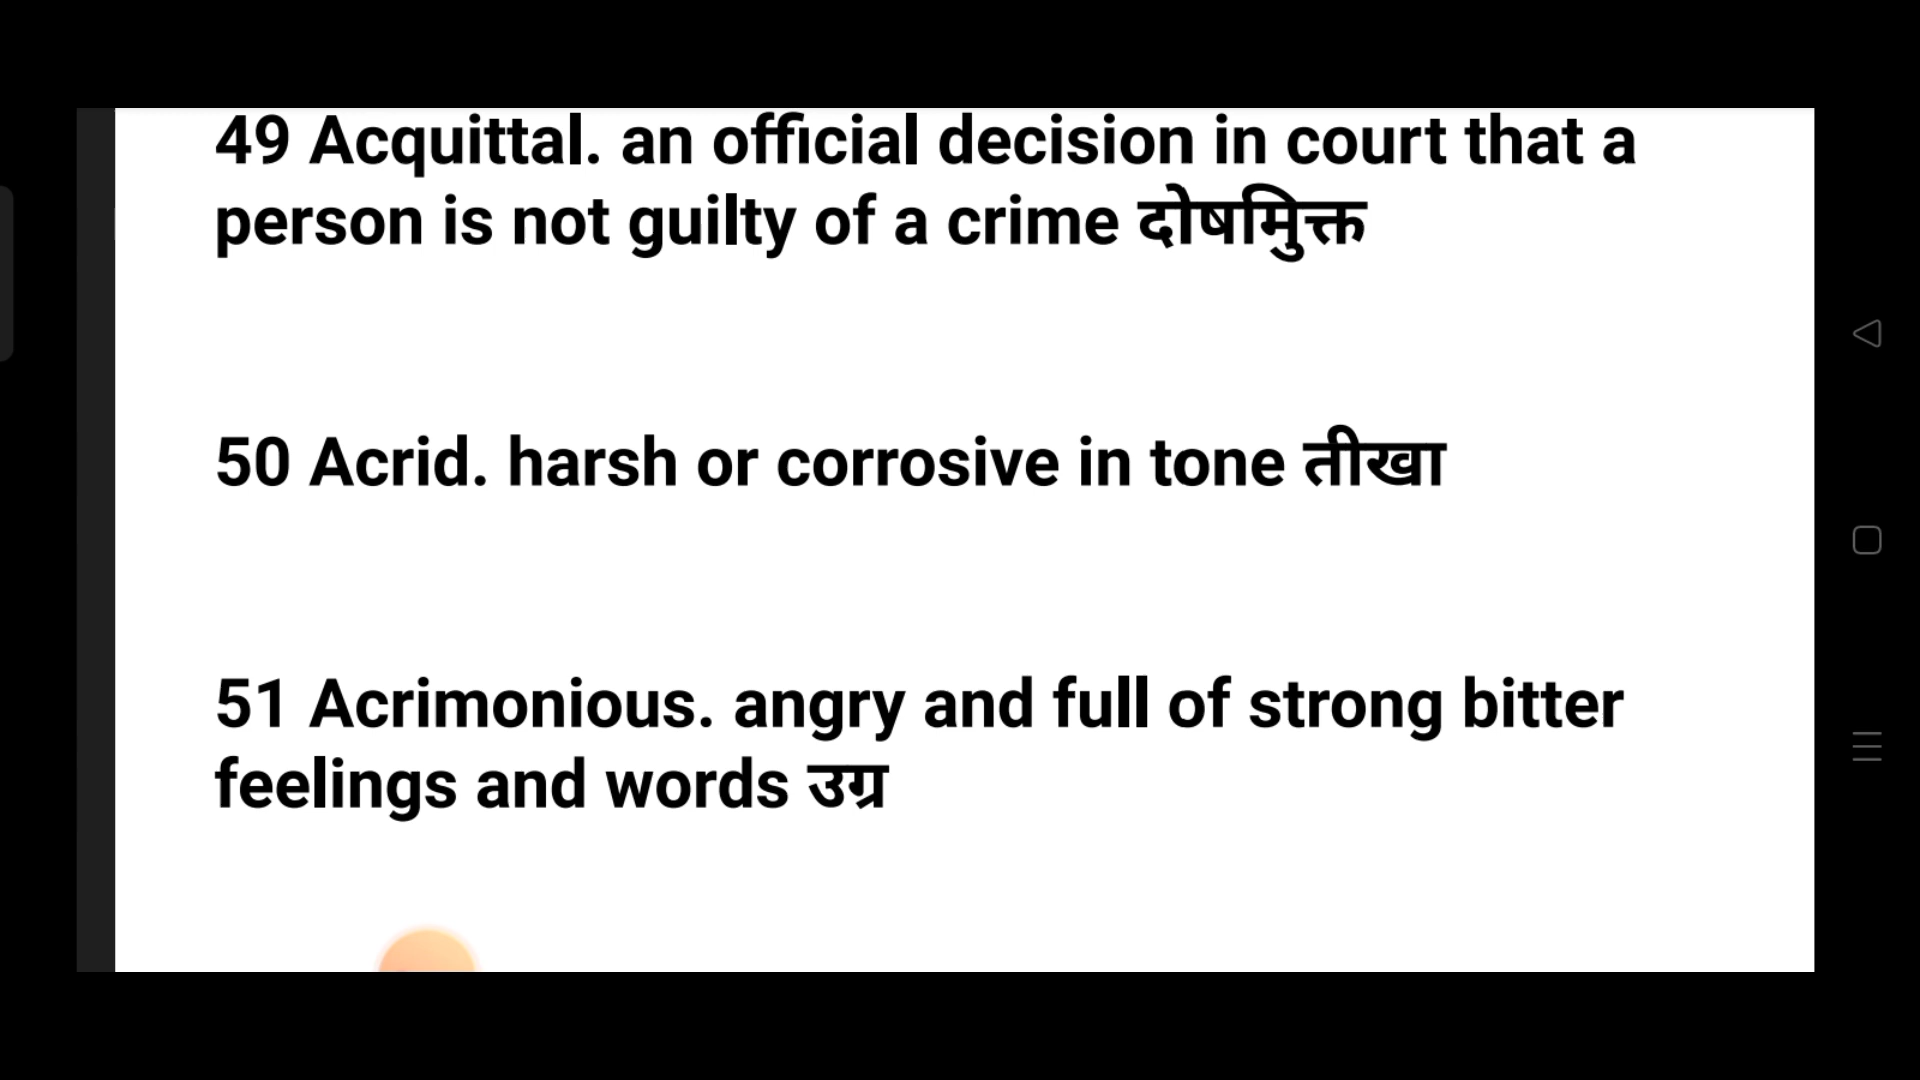 49 Acquittal. an official decision in court that a
person is not guilty of a crime दोषमिुक्त
50 Acrid. harsh or corrosive in tone तीखा
51 Acrimonious. angry and full of strong bitter
feelings and words उग्र